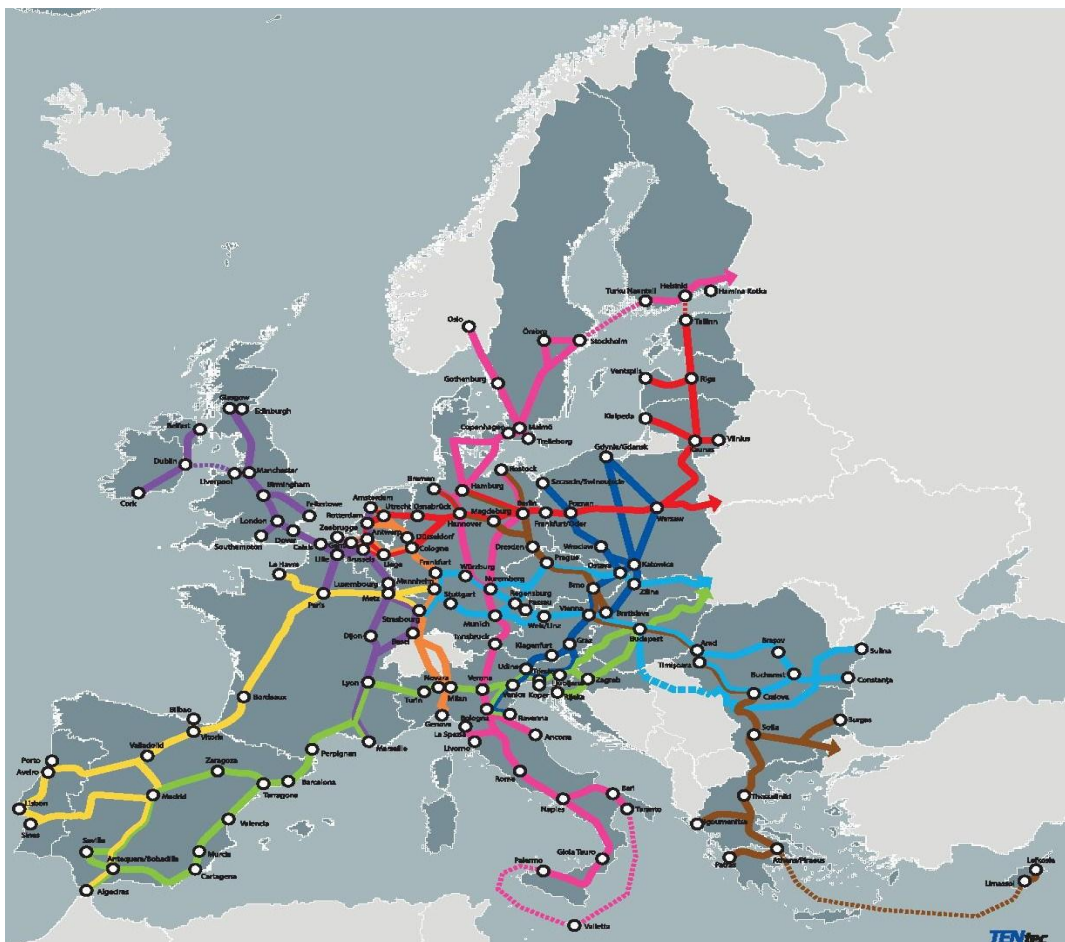 Helsinki
Turku Naantali
Hamina Kotka
Tallinn
Oslo
Örebro
Stockholm
Ventspils
Riga
Gothenburg
Klaipeda
Glasgow
Edinburgh
Belfast
Copenhagen
Malmö
Trelleborg
Kaunas
Vilnius
Gdynia/Gdansk
Dublin
Manchester
Liverpool
Birmingham
Rostock
Hamburg
Bremen
Szczecin/Swinoujscie
Cork
Felixstowe
Amsterdam
Rotterdam
Utrecht
Osnabrück
Magdeburg
Berlin
Poznan
London
Zeebrugge
Hannover
Frankfurt/Oder
Warsaw
Southampton
Dover
Calais
Antwerp
Düsseldorf
Cologne
Dresden
Wroclaw
Lille
Brussels
Liege
Le Havre
Frankfurt
Prague
Ostrava
Katowice
Luxembourg
Mannheim
Würzburg
Nuremberg
Brno
Zilina
Paris
Metz
Stuttgart
Regensburg
Passau
Strasbourg
Munich
Wels/Linz
Vienna
Bratislava
Dijon
Basel
Innsbruck
Klagenfurt
Graz
Budapest
Arad
Braşov
Sulina
Timişoara
Udine
Lyon
Novara
Milan
Verona
Venice
Trieste
Koper
Ljubljana
Zagreb
Rijeka
Bucharest
Constanţa
Craiova
Turin
Genova
Bologna
Ravenna
Bordeaux
Bilbao
Vitoria
La Spezia
Livorno
Ancona
Marseille
Sofia
Burgos
Valladolid
Perpignan
Porto
Aveiro
Zaragoza
Barcelona
Tarragona
Rome
Madrid
Bari
Naples
Taranto
Thessaloniki
Igoumenitsa
Lisbon
Sines
Valencia
Sevilla
Murcia
Antequera/Bobadilla
Cartagena
Algeciras
Gioia Tauro
Palermo
Patras
Athens/Piraeus
Lefkosia
Limassol
Valletta
TENtec